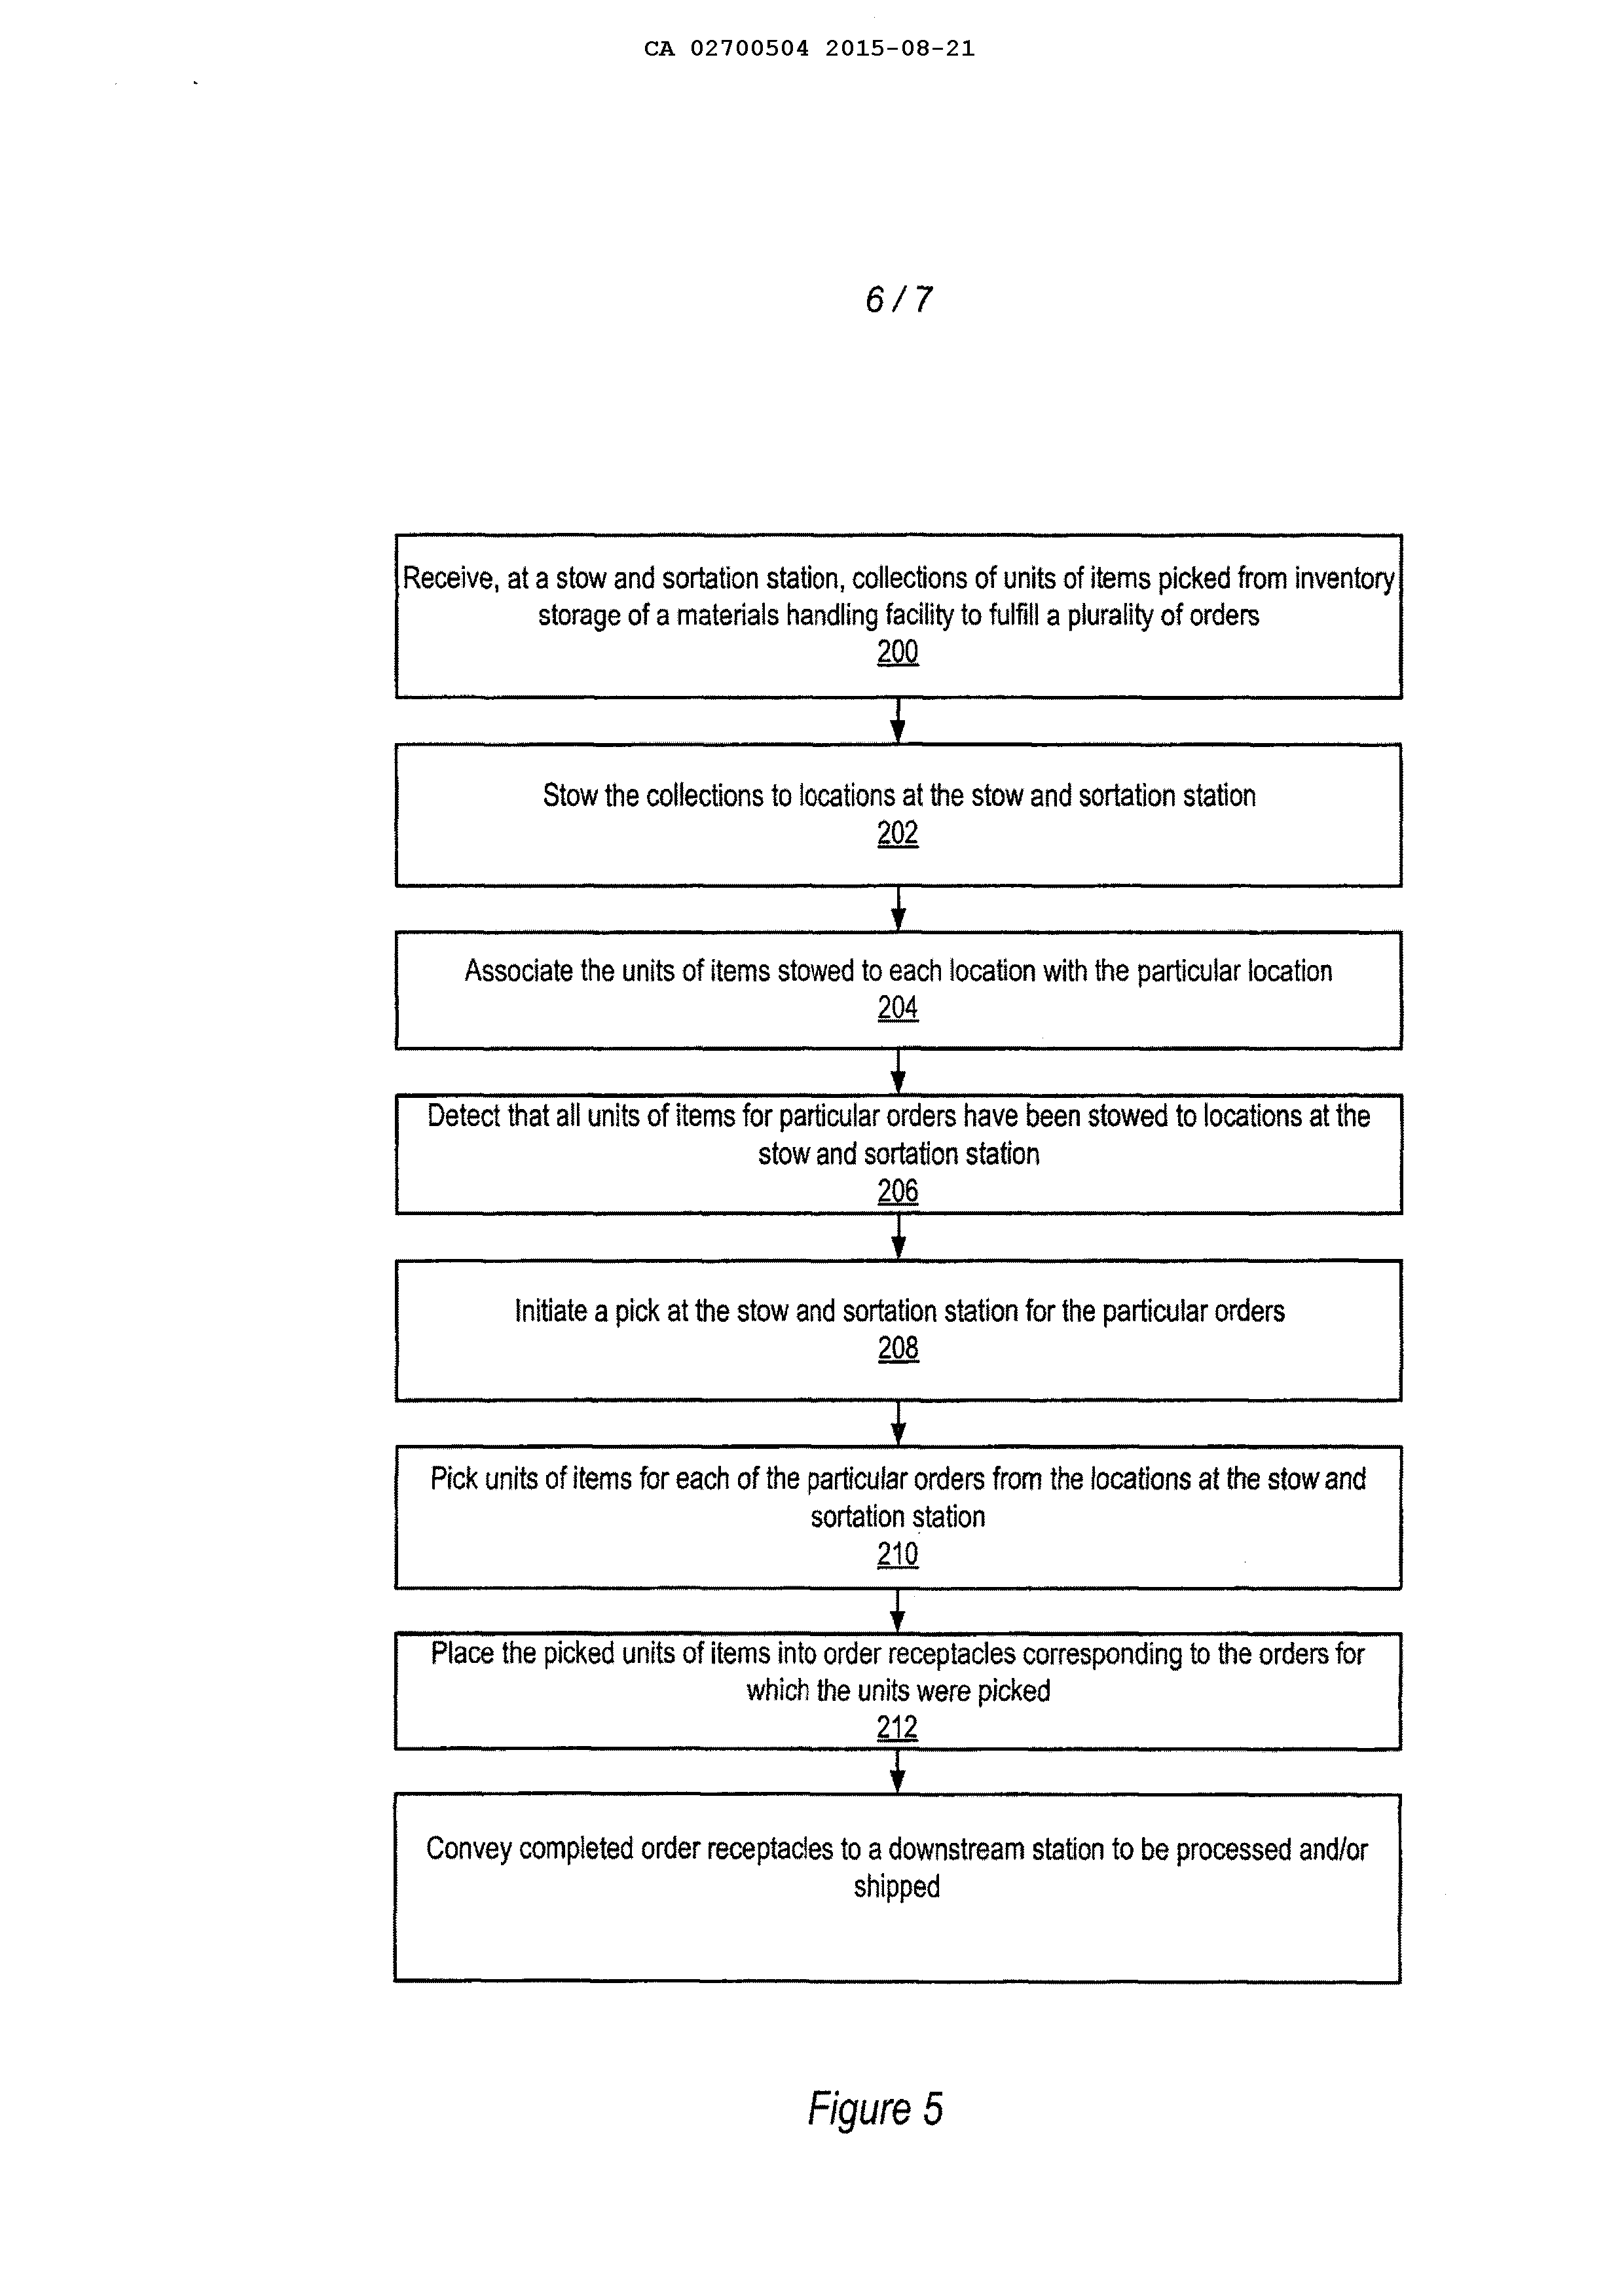 CA 02700504 2015-08-21
6/7
Receive, at a stow and sortation station, collections of units of items picked from inventory
storage of a materials handling facility to fulfill a plurality of orders
200
Stow the collections to locations at the stow and sortation station
202
Associate the units of items stowed to each location with the particular location
204
Detect that all units of items for particular orders have been stowed to locations at the
stow and sortation station
206
Initiate a pick at the stow and sortation station for the particular orders
208
Pick units of items for each of the particular orders from the locations at the stow and
sortation station
210
Place the picked units of items into order receptacles corresponding to the orders for
which the units were picked
212
Convey completed order receptacles to a downstream station to be processed and/or
shipped
Figure 5